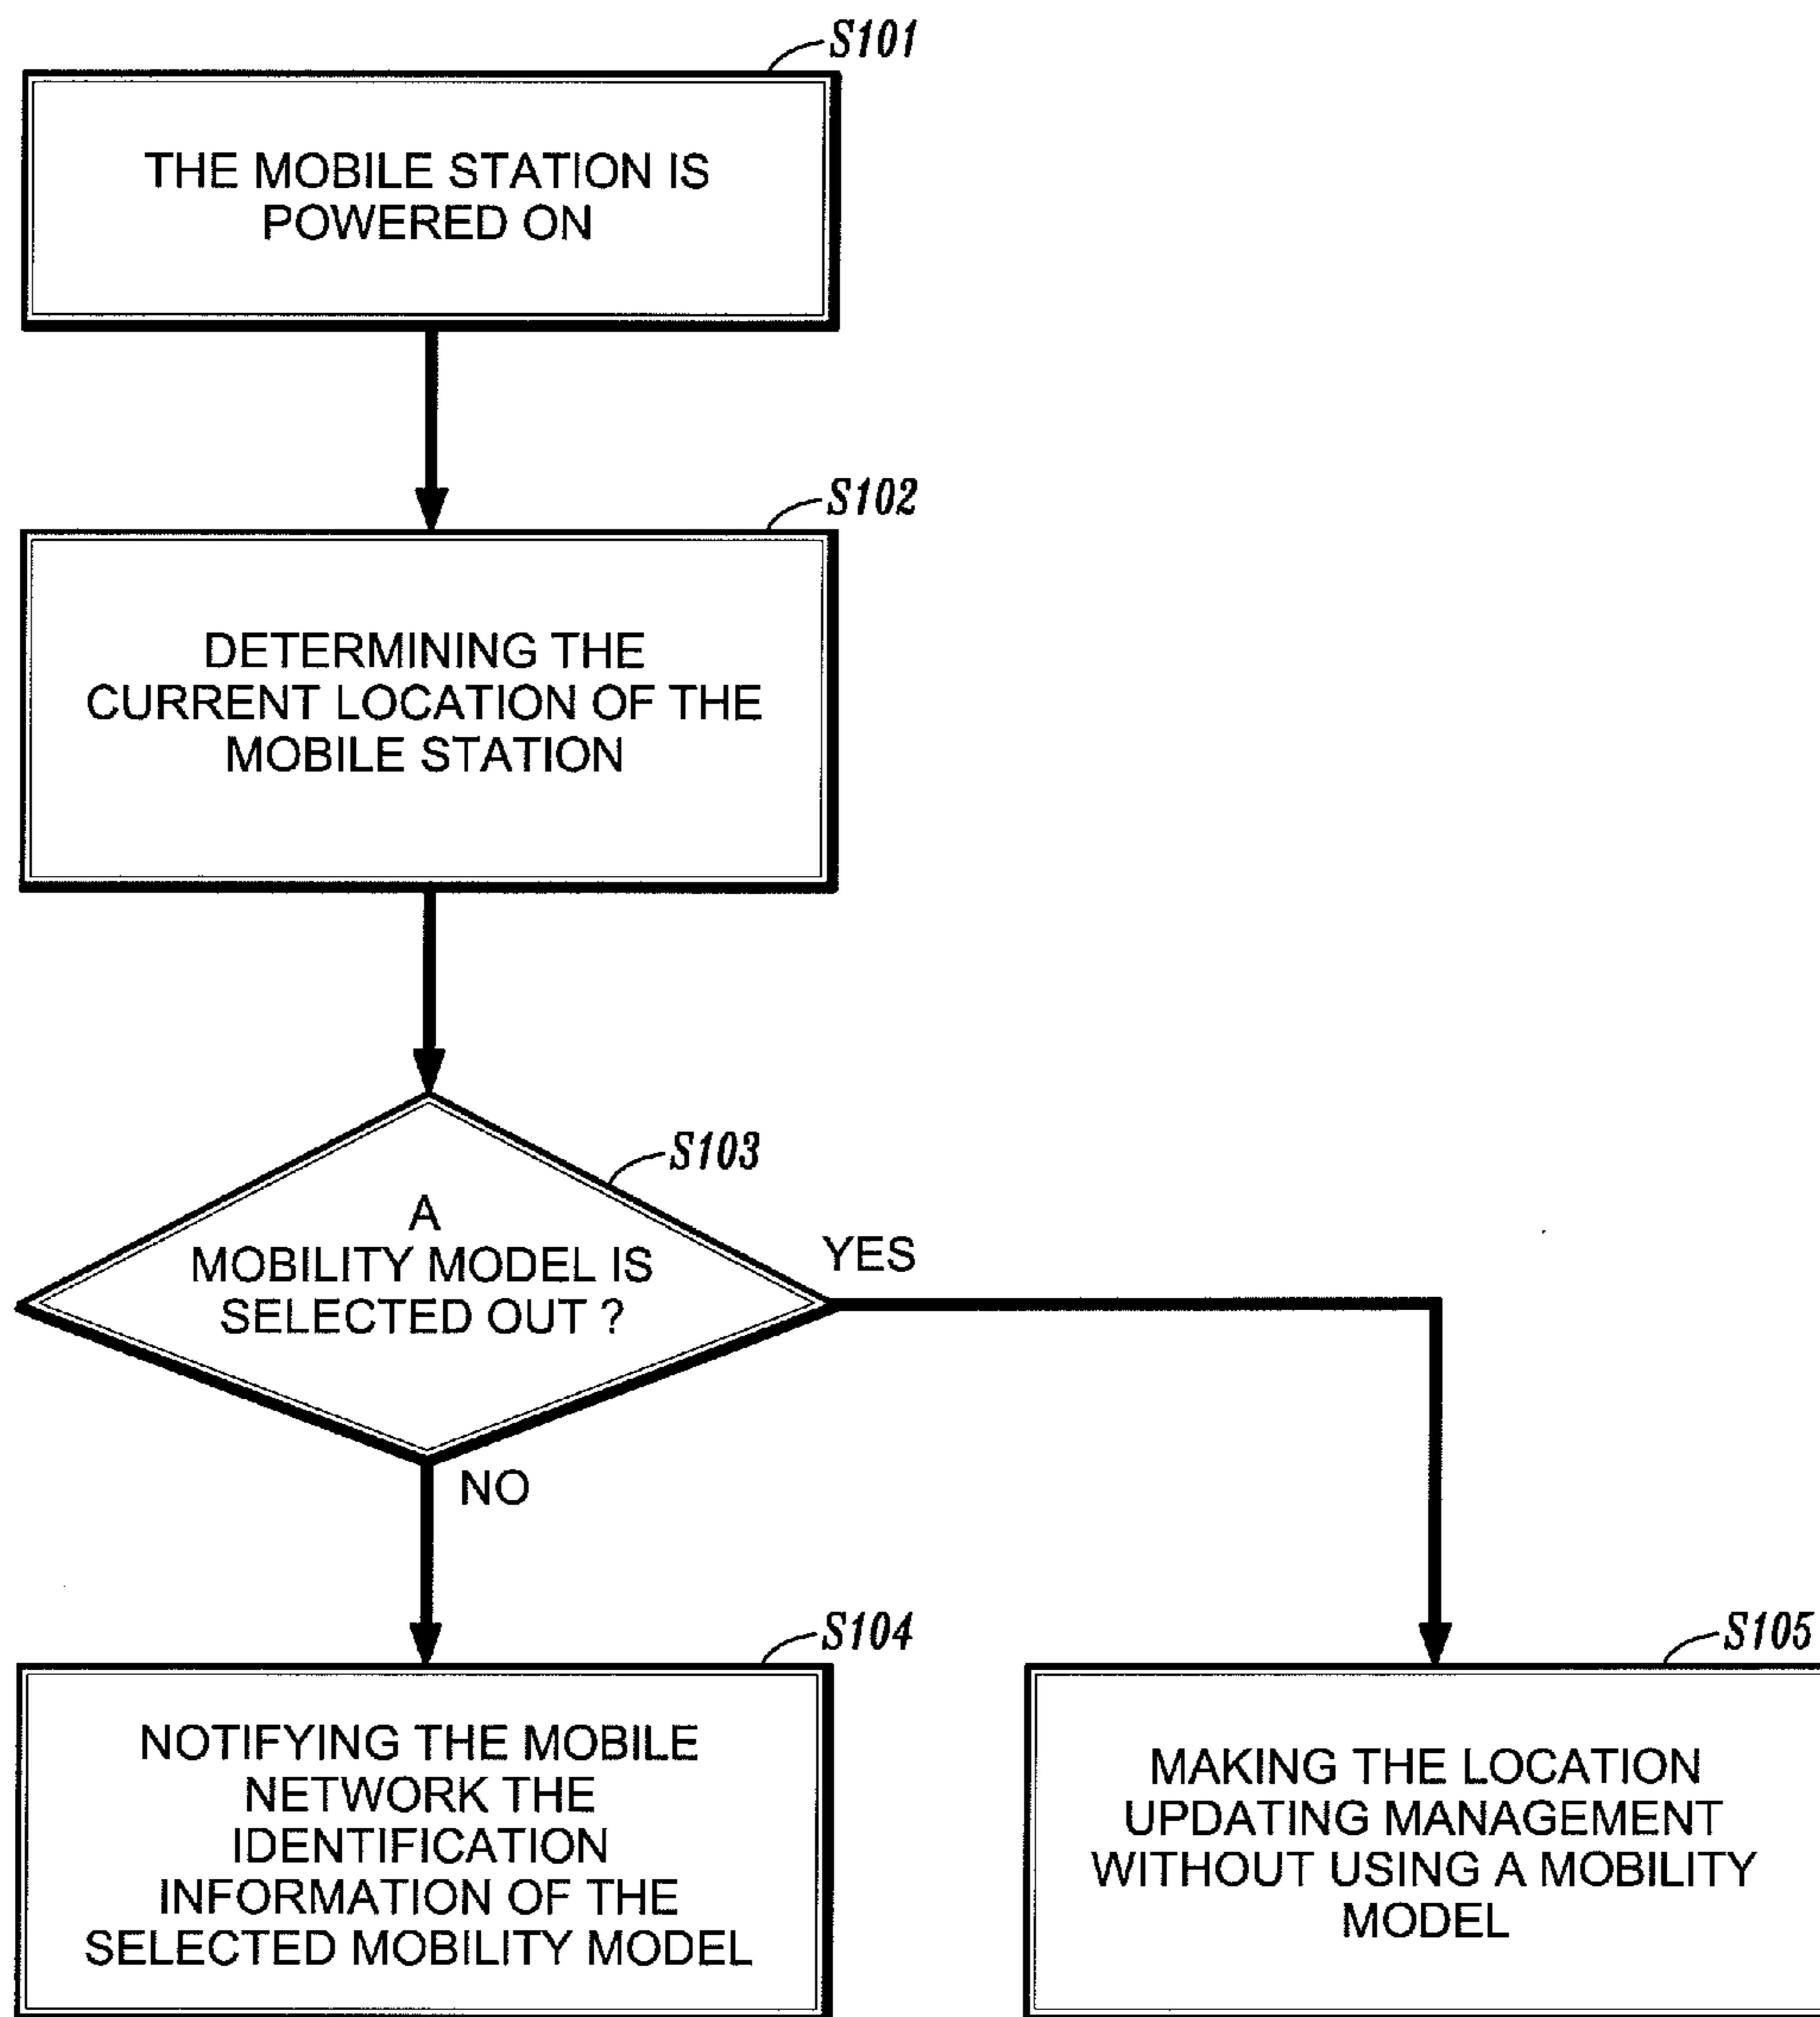 S101
THE MOBILE STATION IS
POWERED ON
S102
DETERMINING THE
CURRENT LOCATION OF THE
MOBILE STATION
S103
A
MOBILITY MODEL IS
SELECTED OUT ?
YES
NO
S104
NOTIFYING THE MOBILE
NETWORK THE
IDENTIFICATION
INFORMATION OF THE
SELECTED MOBILITY MODEL
S105
MAKING THE LOCATION
UPDATING MANAGEMENT
WITHOUT USING A MOBILITY
MODEL